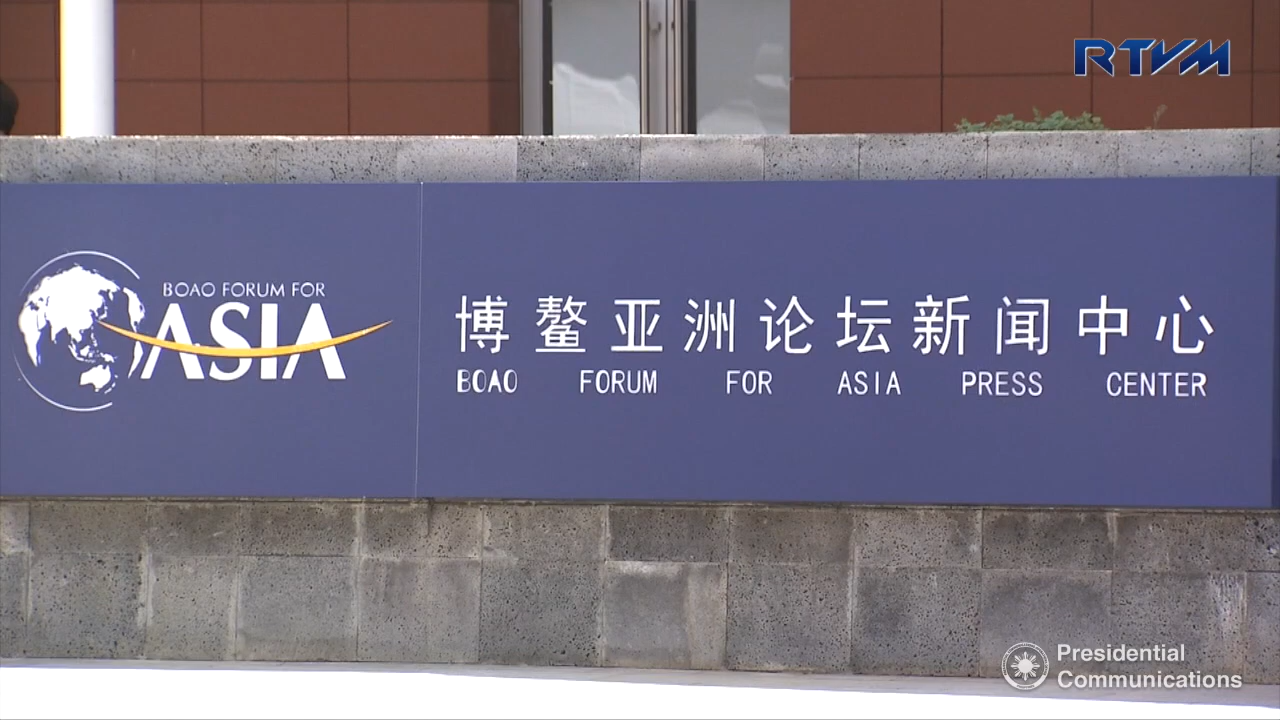 RTVM
BOAO FORUM FOR
ASIA
博鳌亚洲论坛新闻中心
BOAO FORUM FOR ASIA PRESS CENTER
Presidential
Communications